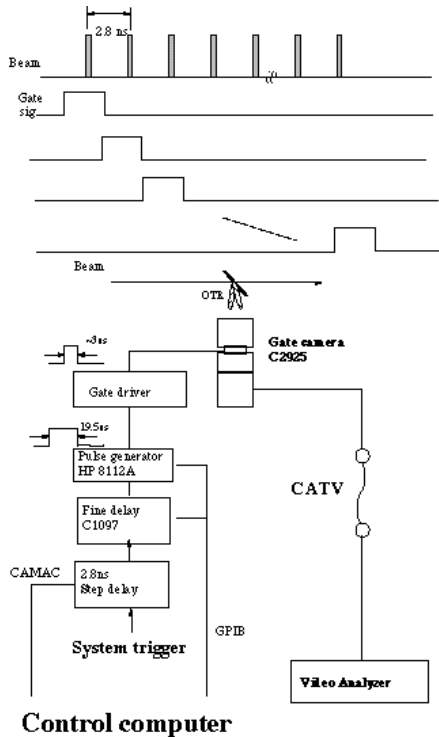 2.8 ns
Beam
Gate
sig.
Beam
OTR
Gate camera
C2925
~3ns
Gate driver
19.5ns
Pulse generator
HP 8112A
Fine delay
C1097
CATV
CAMAC
2.8ns
Step delay
GPIB
System trigger
Video Analyzer
Control computer